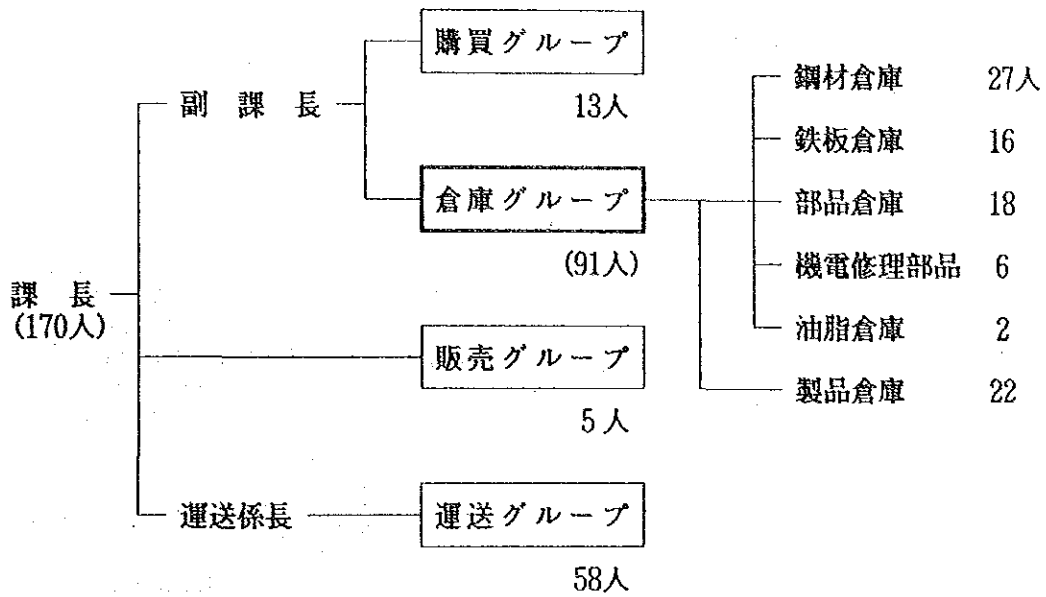 購買グループ
13人
副課長
倉庫グループ
(91人)
課長
(170人)
販売グループ
5人
運送係長
運送グループ
58人
鋼材倉庫 27人
鉄板倉庫 16
部品倉庫 18
機電修理部品 6
油脂倉庫 2
製品倉庫 22